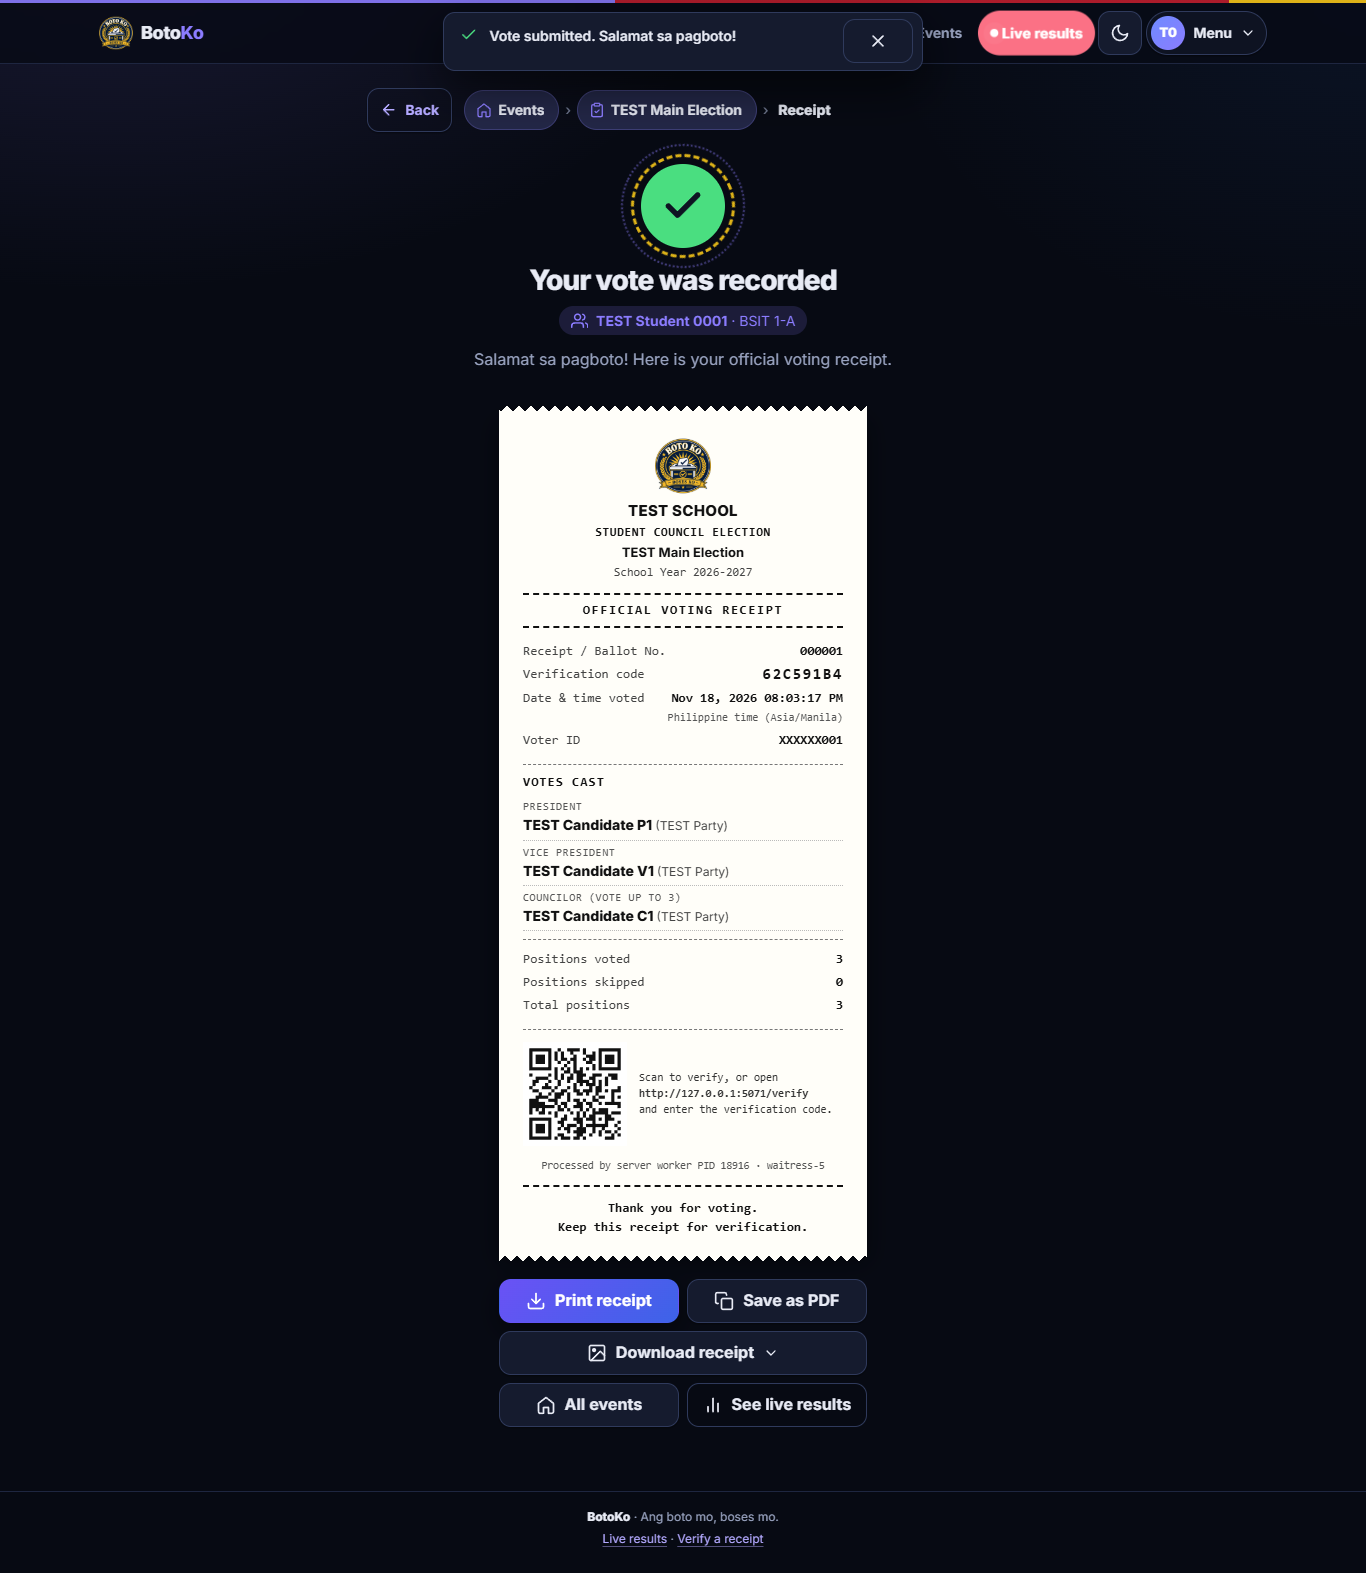 BotoKo
Vote submitted. Salamat sa pagboto!
Events
Live results
T0
Menu
Back
Events
›
TEST Main Election
›
Receipt
Your vote was recorded
TEST Student 0001 · BSIT 1-A
Salamat sa pagboto! Here is your official voting receipt.
BOTO KO
TEST SCHOOL
STUDENT COUNCIL ELECTION
TEST Main Election
School Year 2026-2027
OFFICIAL VOTING RECEIPT
Receipt / Ballot No. 000001
Verification code 62C591B4
Date & time voted Nov 18, 2026 08:03:17 PM
Philippine time (Asia/Manila)
Voter ID XXXXXX001
VOTES CAST
PRESIDENT
TEST Candidate P1 (TEST Party)
VICE PRESIDENT
TEST Candidate V1 (TEST Party)
COUNCILOR (VOTE UP TO 3)
TEST Candidate C1 (TEST Party)
Positions voted 3
Positions skipped 0
Total positions 3
Scan to verify, or open
http://127.0.0.1:5071/verify
and enter the verification code.
Processed by server worker PID 18916 · waitress-5
Thank you for voting.
Keep this receipt for verification.
Print receipt
Save as PDF
Download receipt
All events
See live results
BotoKo · Ang boto mo, boses mo.
Live results · Verify a receipt